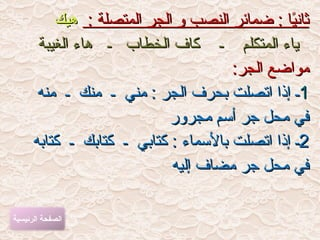 ثانيًا : ضمائر النصب و الجر المتصلة : هيك
ياء المتكلم - كاف الخطاب - هاء الغيبة
مواضع الجر:
1- إذا اتصلت بحرف الجر : مني - منك - منه
في محل جر أسم مجرور
2- إذا اتصلت بالأسماء : كتابي - كتابك - كتابه
في محل جر مضاف إليه
الصفحة الرئيسية